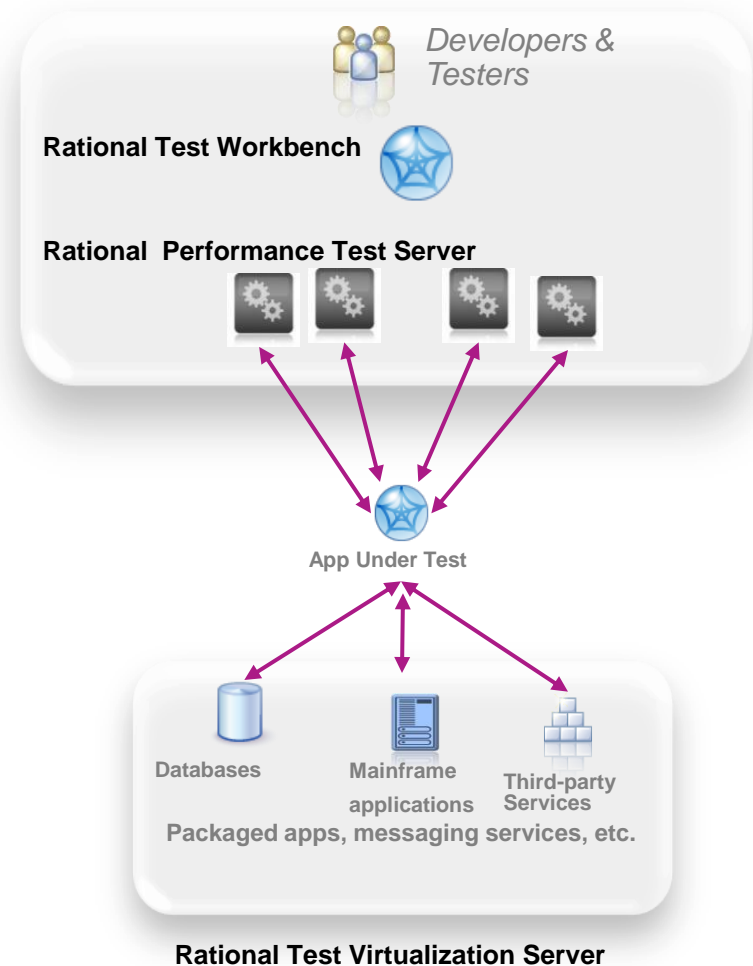 Developers &
Testers
Rational Test Workbench
Rational  Performance Test Server
App Under Test
Databases
Mainframe
applications
Third-party
Services
Packaged apps, messaging services, etc.
Rational Test Virtualization Server